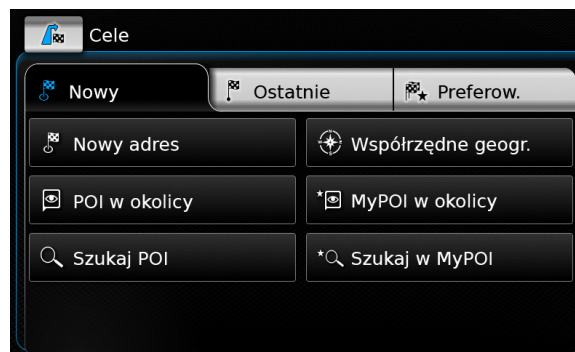 Cele
Nowy Ostatnie Preferow.
Nowy adres Współrzędne geogr.
POI w okolicy MyPOI w okolicy
Szukaj POI Szukaj w MyPOI